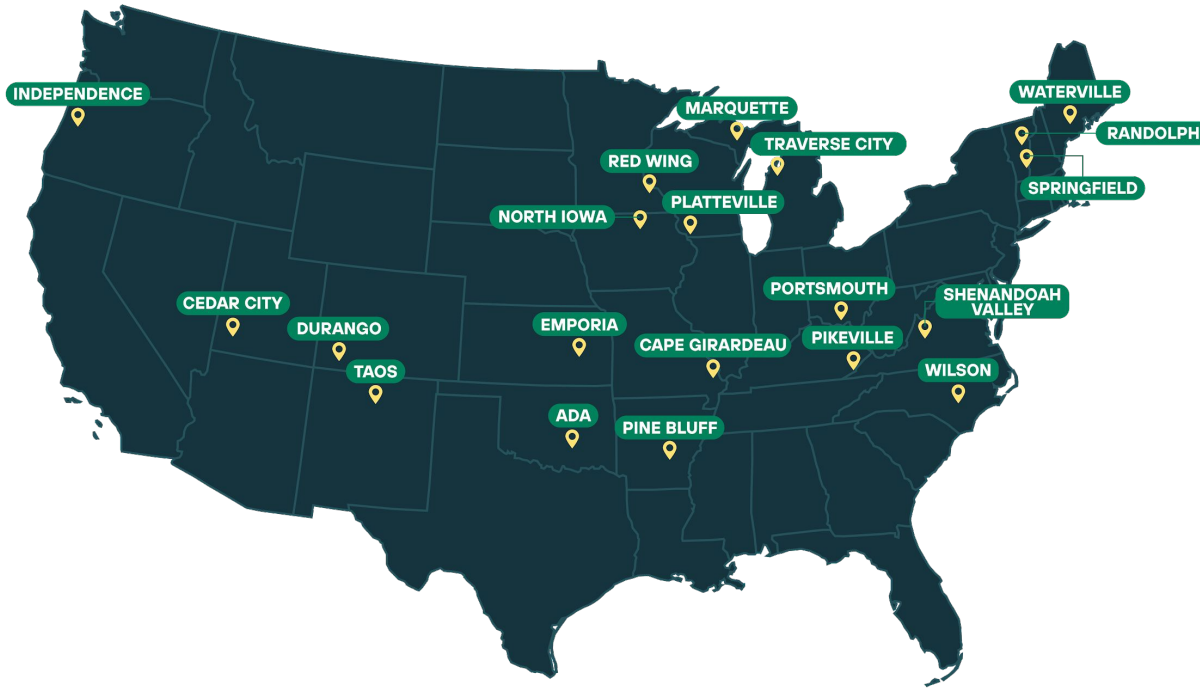 INDEPENDENCE
MARQUETTE
WATERVILLE
RANDOLPH
TRAVERSE CITY
RED WING
SPRINGFIELD
PLATTEVILLE
NORTH IOWA
PORTSMOUTH
SHENANDOAH
VALLEY
CEDAR CITY
DURANGO
EMPORIA
CAPE GIRARDEAU
PIKEVILLE
TAOS
WILSON
ADA
PINE BLUFF